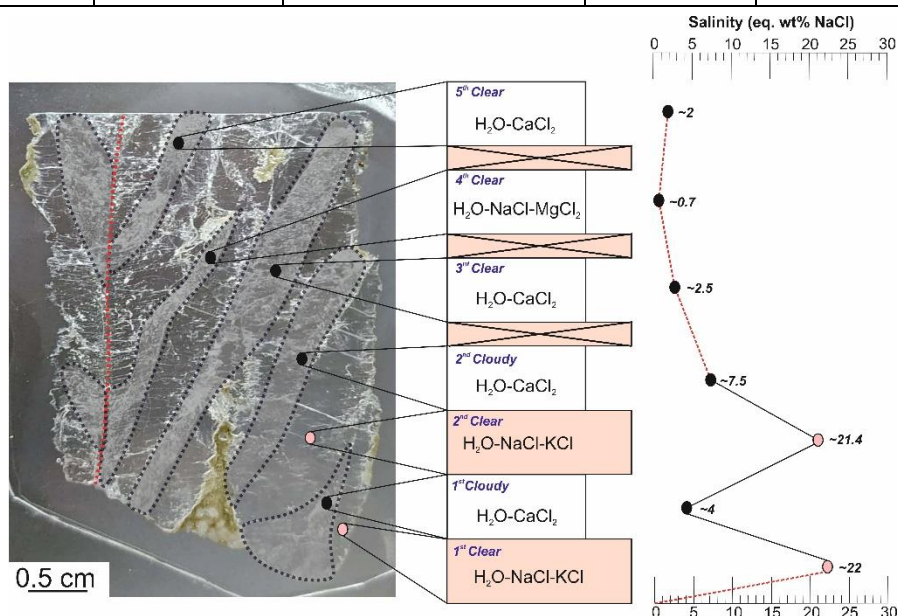 Salinity (eq. wt% NaCl)
0 5 10 15 20 25 30
5th Clear
H2O-CaCl2
~2
4th Clear
H2O-NaCl-MgCl2
~0.7
3rd Clear
H2O-CaCl2
~2.5
2nd Cloudy
H2O-CaCl2
~7.5
2nd Clear
H2O-NaCl-KCl
~21.4
1stCloudy
H2O-CaCl2
~4
1st Clear
H2O-NaCl-KCl
~22
0.5 cm
0 5 10 15 20 25 30